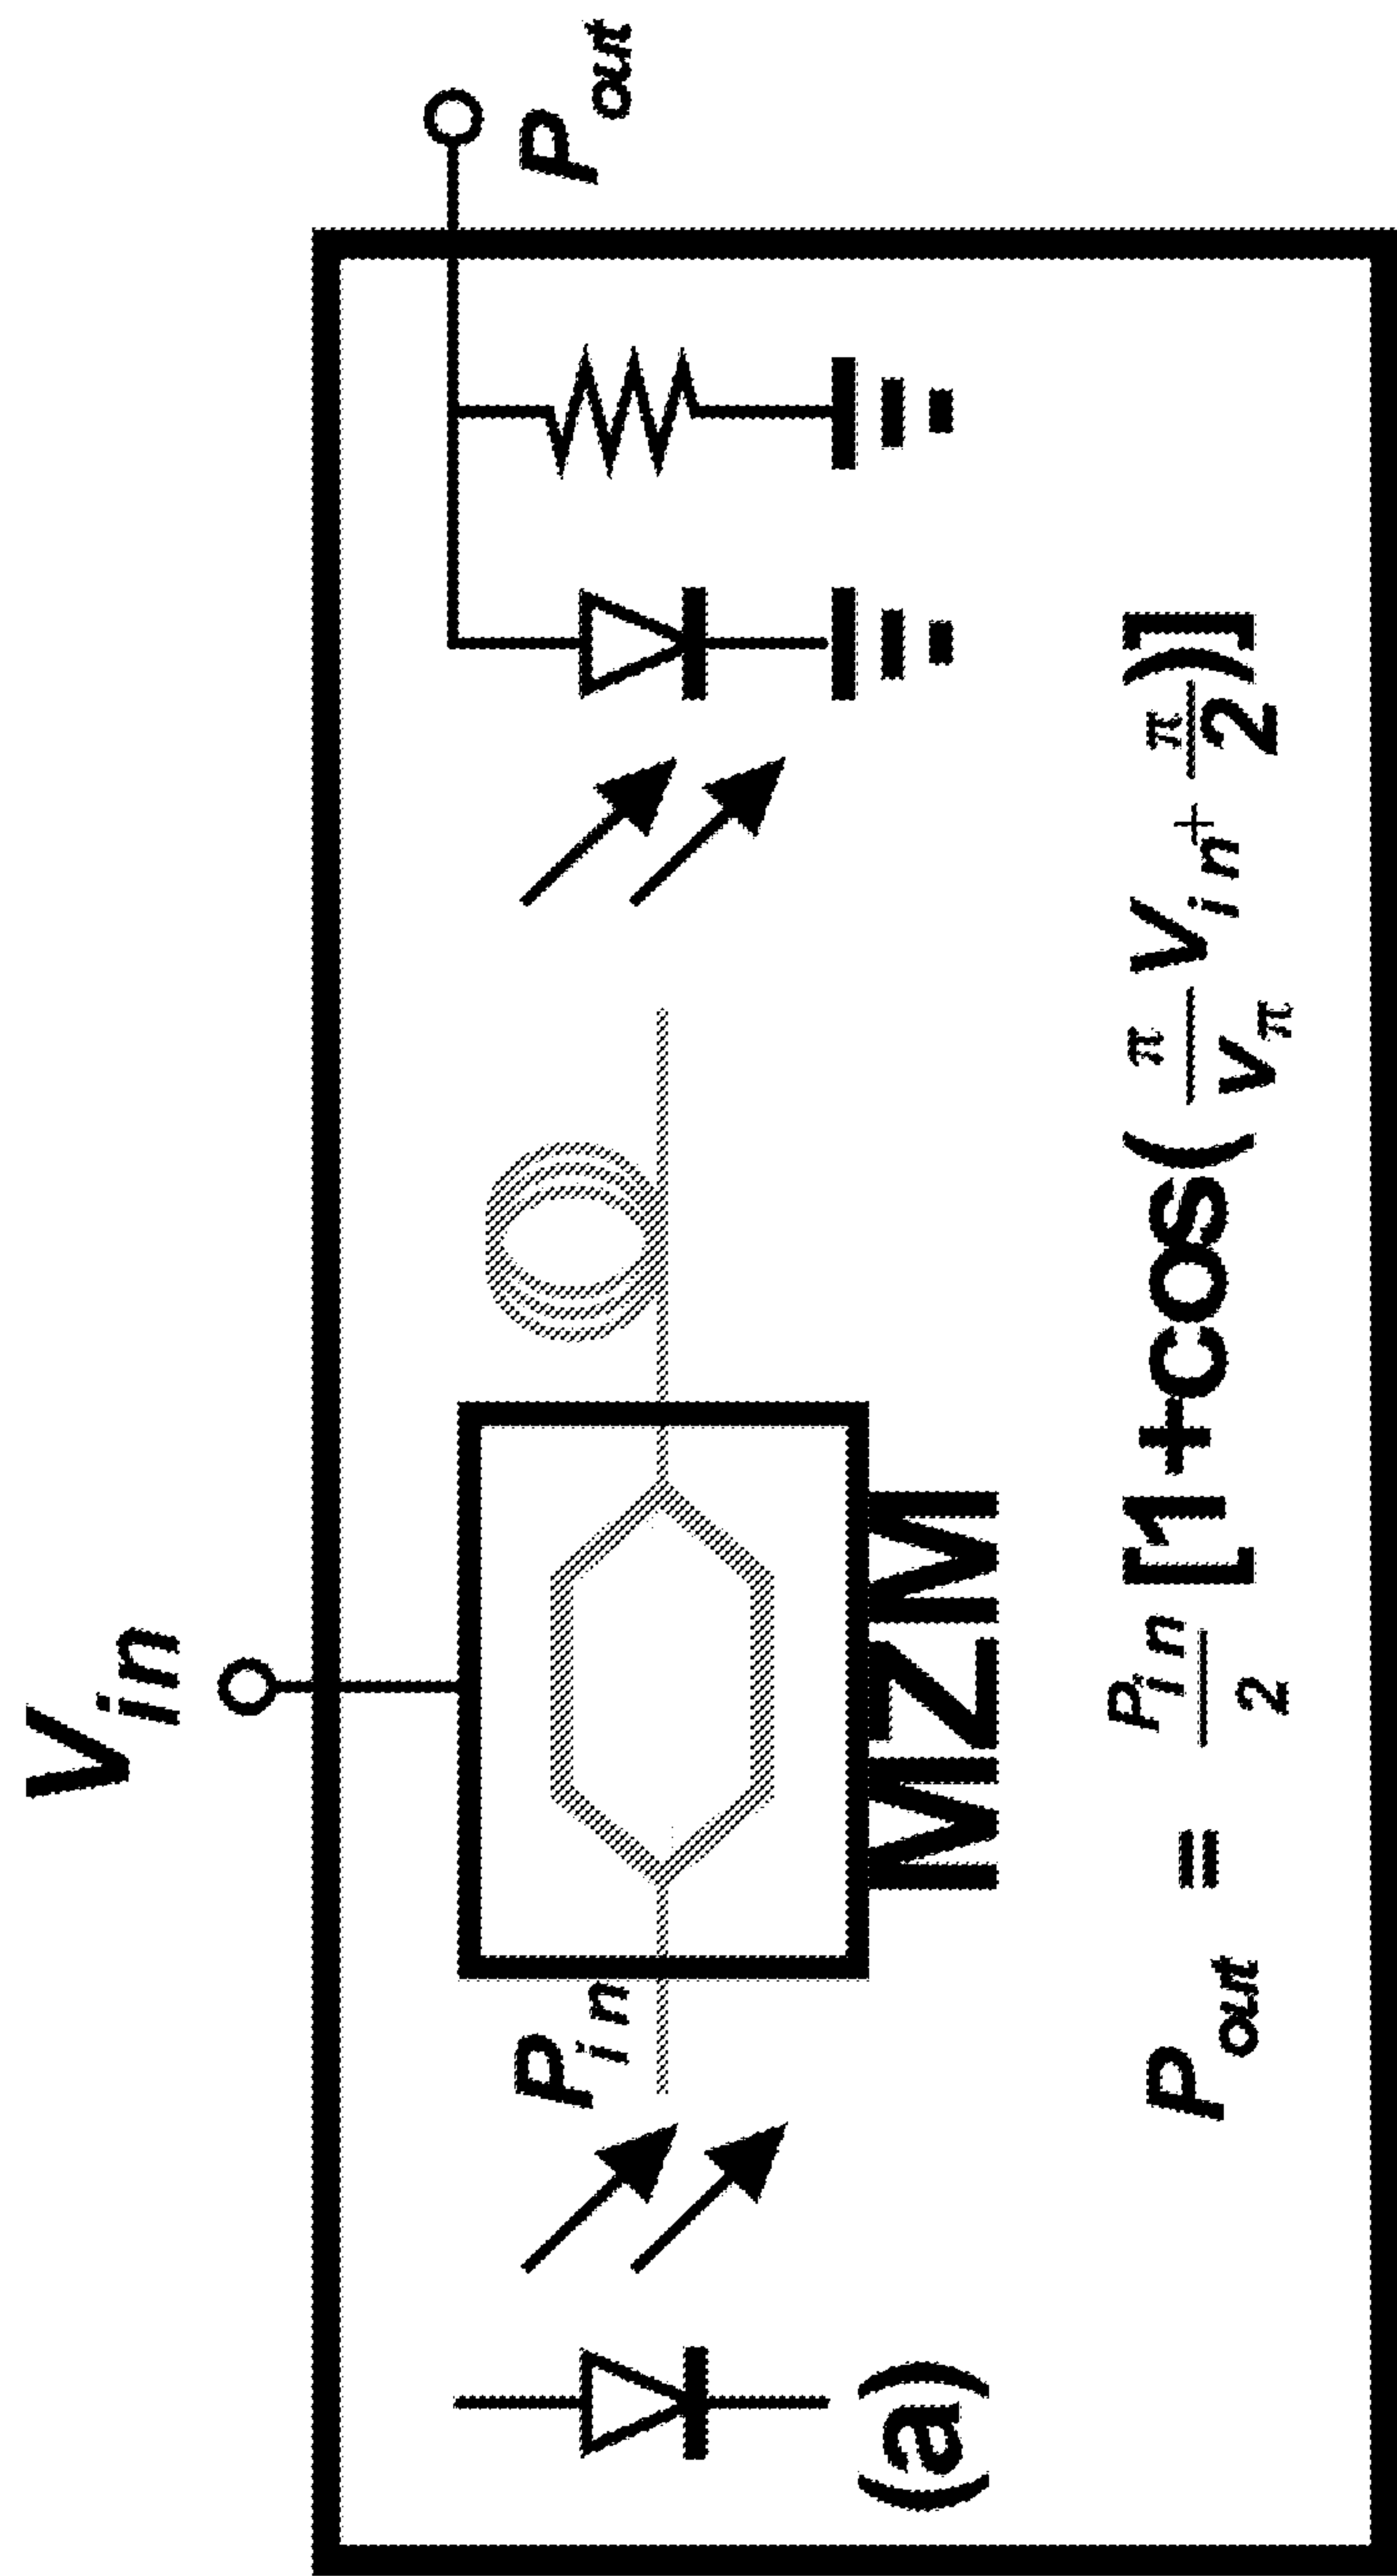 V_in
P_in
P_out
MZM
(a)
P_out = P_in/2 [1+cos(π/V_π V_in + π/2)]